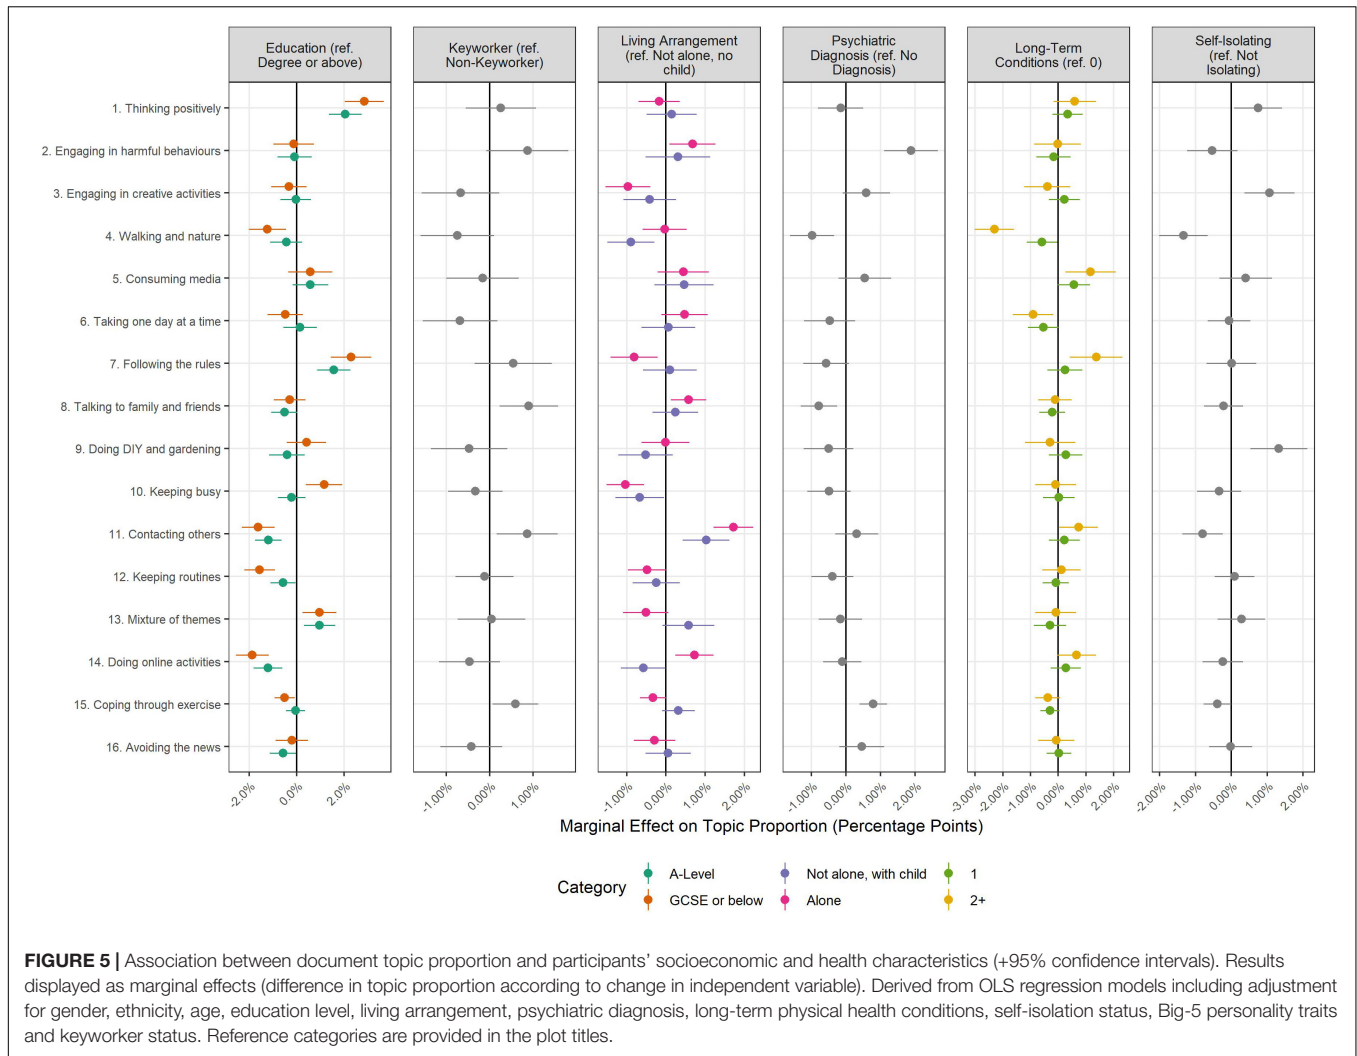 Education (ref.
Degree or above)
Keyworker (ref.
Non-Keyworker)
Living Arrangement
(ref. Not alone, no
child)
Psychiatric
Diagnosis (ref. No
Diagnosis)
Long-Term
Conditions (ref. 0)
Self-Isolating
(ref. Not
Isolating)
1. Thinking positively
2. Engaging in harmful behaviours
3. Engaging in creative activities
4. Walking and nature
5. Consuming media
6. Taking one day at a time
7. Following the rules
8. Talking to family and friends
9. Doing DIY and gardening
10. Keeping busy
11. Contacting others
12. Keeping routines
13. Mixture of themes
14. Doing online activities
15. Coping through exercise
16. Avoiding the news
-2.0% 0.0% 2.0%
-1.00% 0.00% 1.00%
-1.00% 0.00% 1.00% 2.00%
-1.00% 0.00% 1.00% 2.00%
-3.00% -2.00% -1.00% 0.00% 1.00% 2.00%
-2.00% -1.00% 0.00% 1.00% 2.00%
Marginal Effect on Topic Proportion (Percentage Points)
Category
A-Level
GCSE or below
Not alone, with child
Alone
1
2+
FIGURE 5 | Association between document topic proportion and participants' socioeconomic and health characteristics (+95% confidence intervals). Results
displayed as marginal effects (difference in topic proportion according to change in independent variable). Derived from OLS regression models including adjustment
for gender, ethnicity, age, education level, living arrangement, psychiatric diagnosis, long-term physical health conditions, self-isolation status, Big-5 personality traits
and keyworker status. Reference categories are provided in the plot titles.